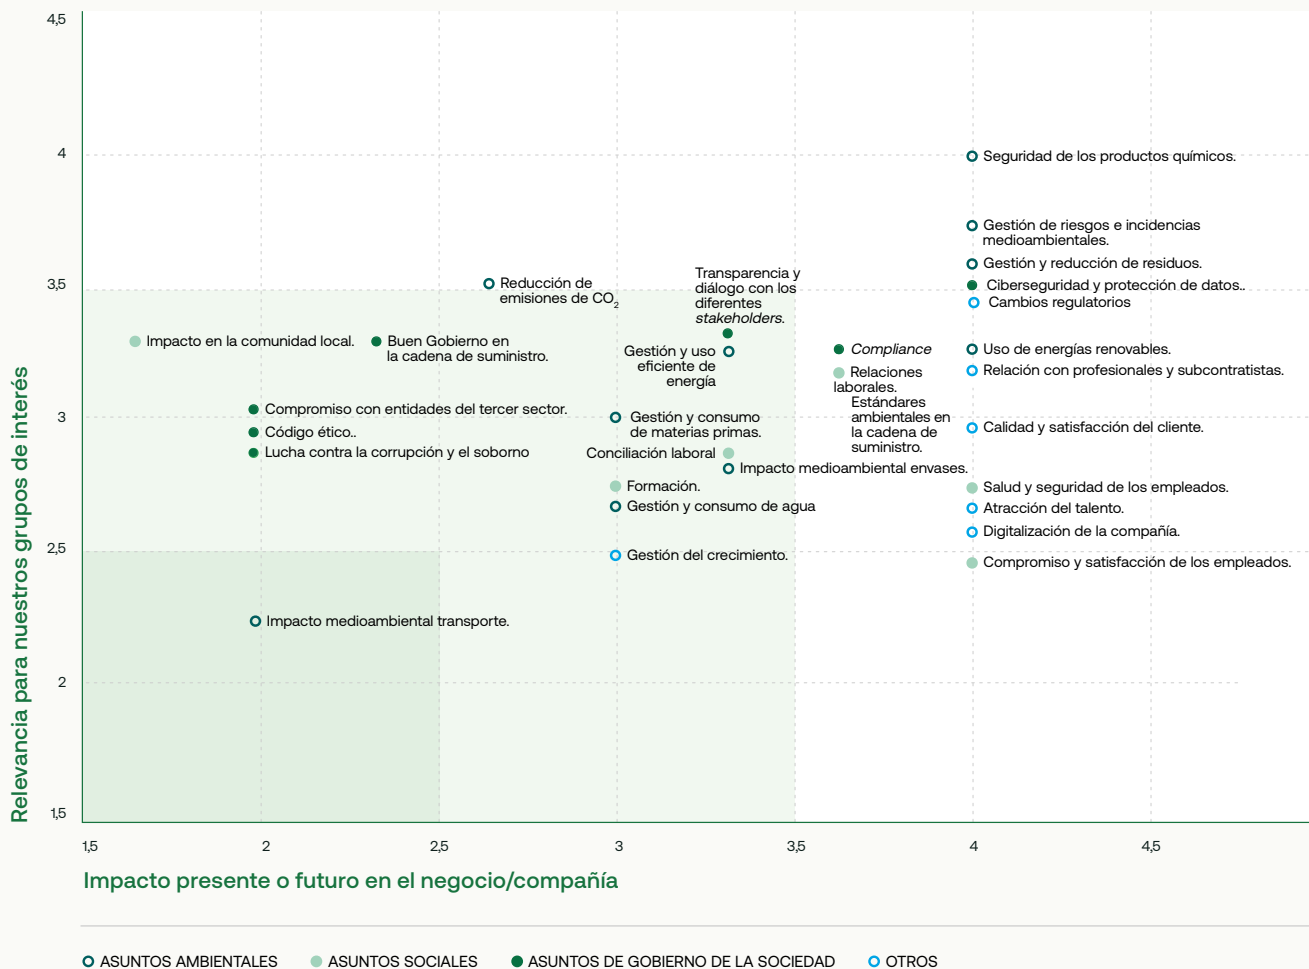 4,5
4
3,5
3
2,5
2
1,5
Relevancia para nuestros grupos de interés
Seguridad de los productos químicos.
Gestión de riesgos e incidencias
medioambientales.
Gestión y reducción de residuos.
Ciberseguridad y protección de datos..
Cambios regulatorios
Reducción de
emisiones de CO2
Transparencia y
diálogo con los
diferentes
stakeholders.
Impacto en la comunidad local.
Buen Gobierno en
la cadena de suministro.
Gestión y uso
eficiente de
energía
Compliance
Uso de energías renovables.
Relaciones
laborales.
Relación con profesionales y subcontratistas.
Estándares
ambientales en
la cadena de
suministro.
Compromiso con entidades del tercer sector.
Código ético..
Lucha contra la corrupción y el soborno
Gestión y consumo
de materias primas.
Calidad y satisfacción del cliente.
Conciliación laboral
Impacto medioambiental envases.
Formación.
Gestión y consumo de agua
Salud y seguridad de los empleados.
Atracción del talento.
Digitalización de la compañía.
Gestión del crecimiento.
Compromiso y satisfacción de los empleados.
Impacto medioambiental transporte.
1,5
2
2,5
3
3,5
4
4,5
Impacto presente o futuro en el negocio/compañía
ASUNTOS AMBIENTALES
ASUNTOS SOCIALES
ASUNTOS DE GOBIERNO DE LA SOCIEDAD
OTROS